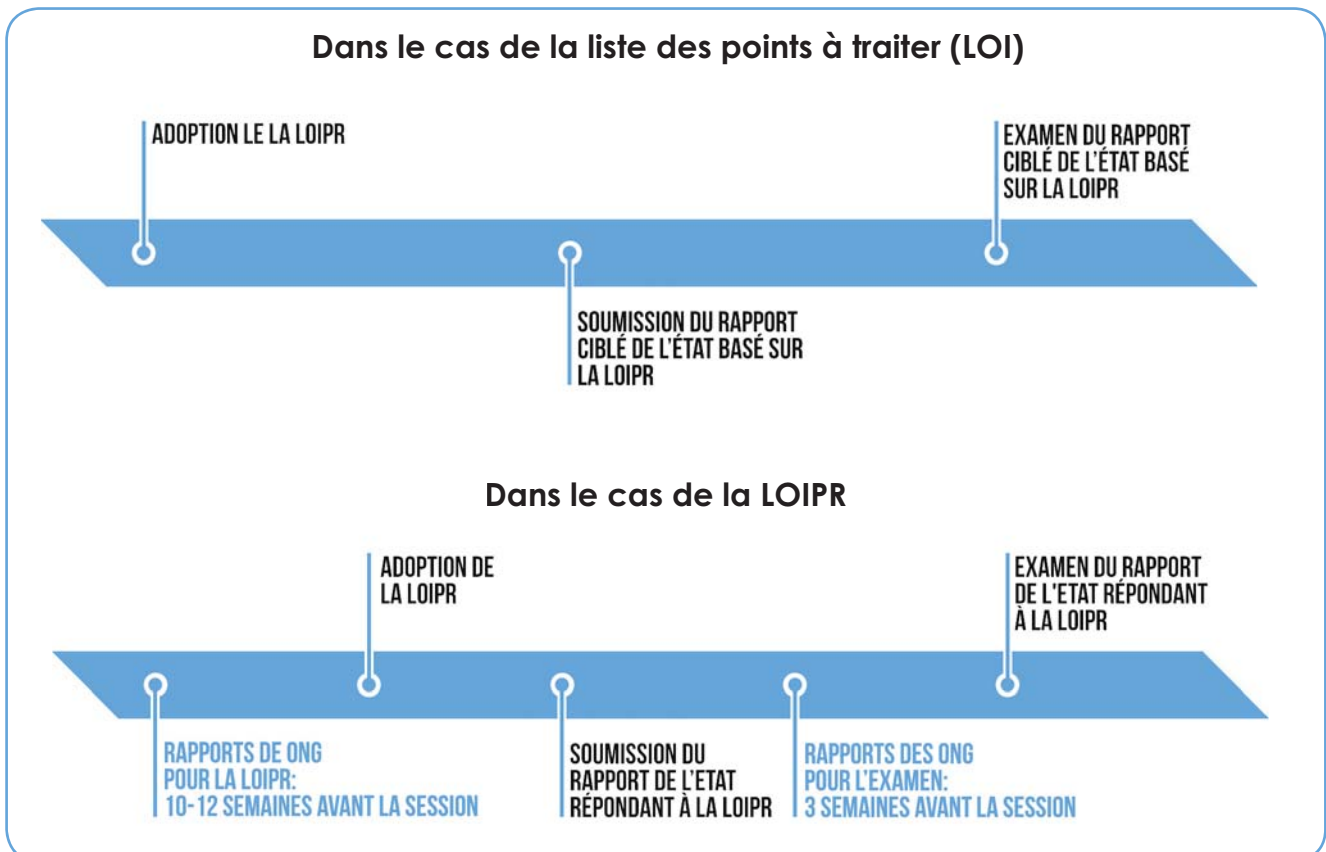 Dans le cas de la liste des points à traiter (LOI)
ADOPTION LE LA LOIPR
EXAMEN DU RAPPORT
CIBLÉ DE L'ÉTAT BASÉ
SUR LA LOIPR
SOUMISSION DU RAPPORT
CIBLÉ DE L'ÉTAT BASÉ SUR
LA LOIPR
Dans le cas de la LOIPR
ADOPTION DE
LA LOIPR
EXAMEN DU RAPPORT
DE L'ETAT RÉPONDANT
À LA LOIPR
RAPPORTS DE ONG
POUR LA LOIPR:
10-12 SEMAINES AVANT LA SESSION
SOUMISSION DU
RAPPORT DE L'ETAT
RÉPONDANT À LA LOIPR
RAPPORTS DES ONG
POUR L'EXAMEN:
3 SEMAINES AVANT LA SESSION